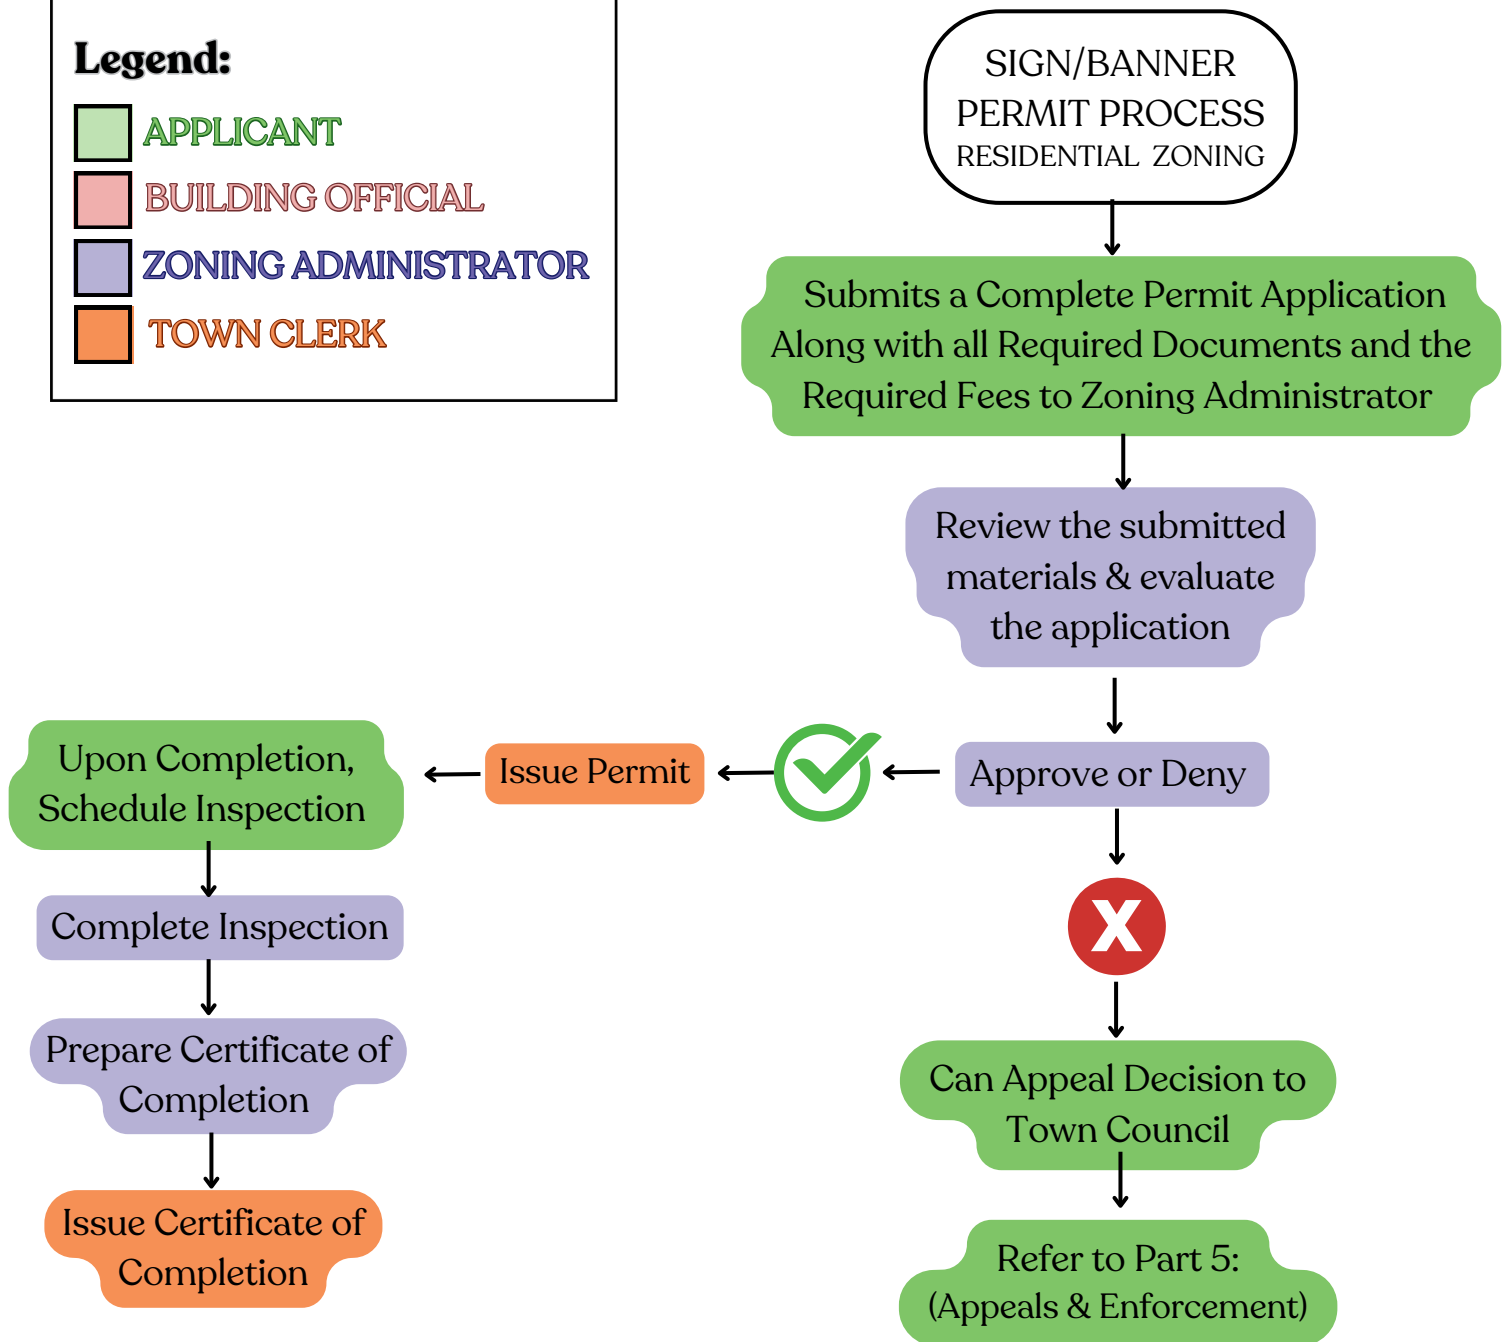 Legend:
APPLICANT
BUILDING OFFICIAL
ZONING ADMINISTRATOR
TOWN CLERK
SIGN/BANNER
PERMIT PROCESS
RESIDENTIAL ZONING
Submits a Complete Permit Application
Along with all Required Documents and the
Required Fees to Zoning Administrator
Review the submitted
materials & evaluate
the application
Approve or Deny
Issue Permit
Upon Completion,
Schedule Inspection
Complete Inspection
Prepare Certificate of
Completion
Issue Certificate of
Completion
X
Can Appeal Decision to
Town Council
Refer to Part 5:
(Appeals & Enforcement)